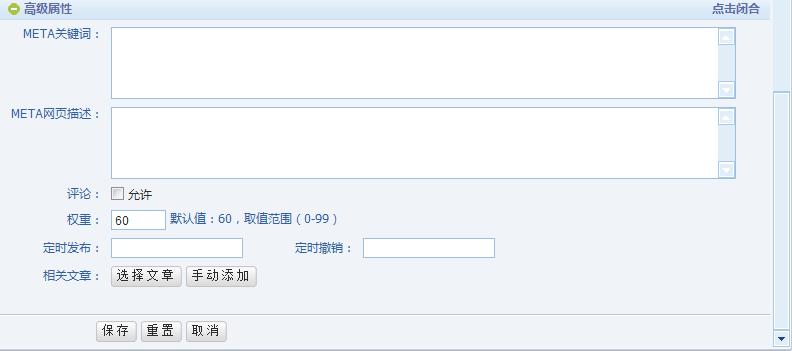 高级属性 点击闭合
META关键词：
META网页描述：
评论： 允许
权重： 60 默认值：60，取值范围（0-99）
定时发布： 定时撤销：
相关文章： 选择文章 手动添加
保存 重置 取消